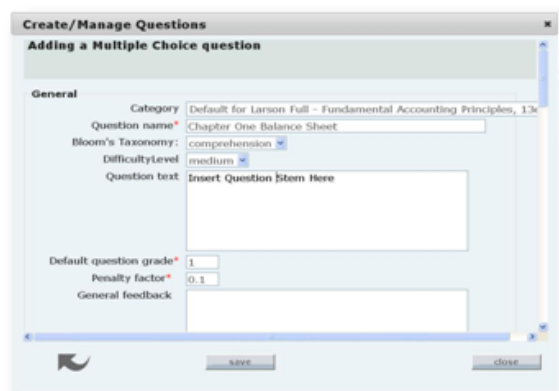 Create/Manage Questions
Adding a Multiple Choice question
General
Category Default for Larson Full - Fundamental Accounting Principles, 13
Question name* Chapter One Balance Sheet
Bloom's Taxonomy: comprehension
DifficultyLevel medium
Question text Insert Question Stem Here
Default question grade* 1
Penalty factor* 0.1
General feedback
save close